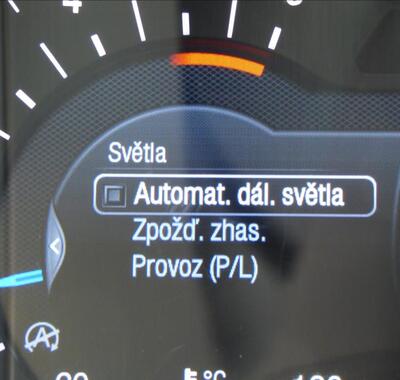 Světla
Automat. dál. světla
Zpožď. zhas.
Provoz (P/L)
°C